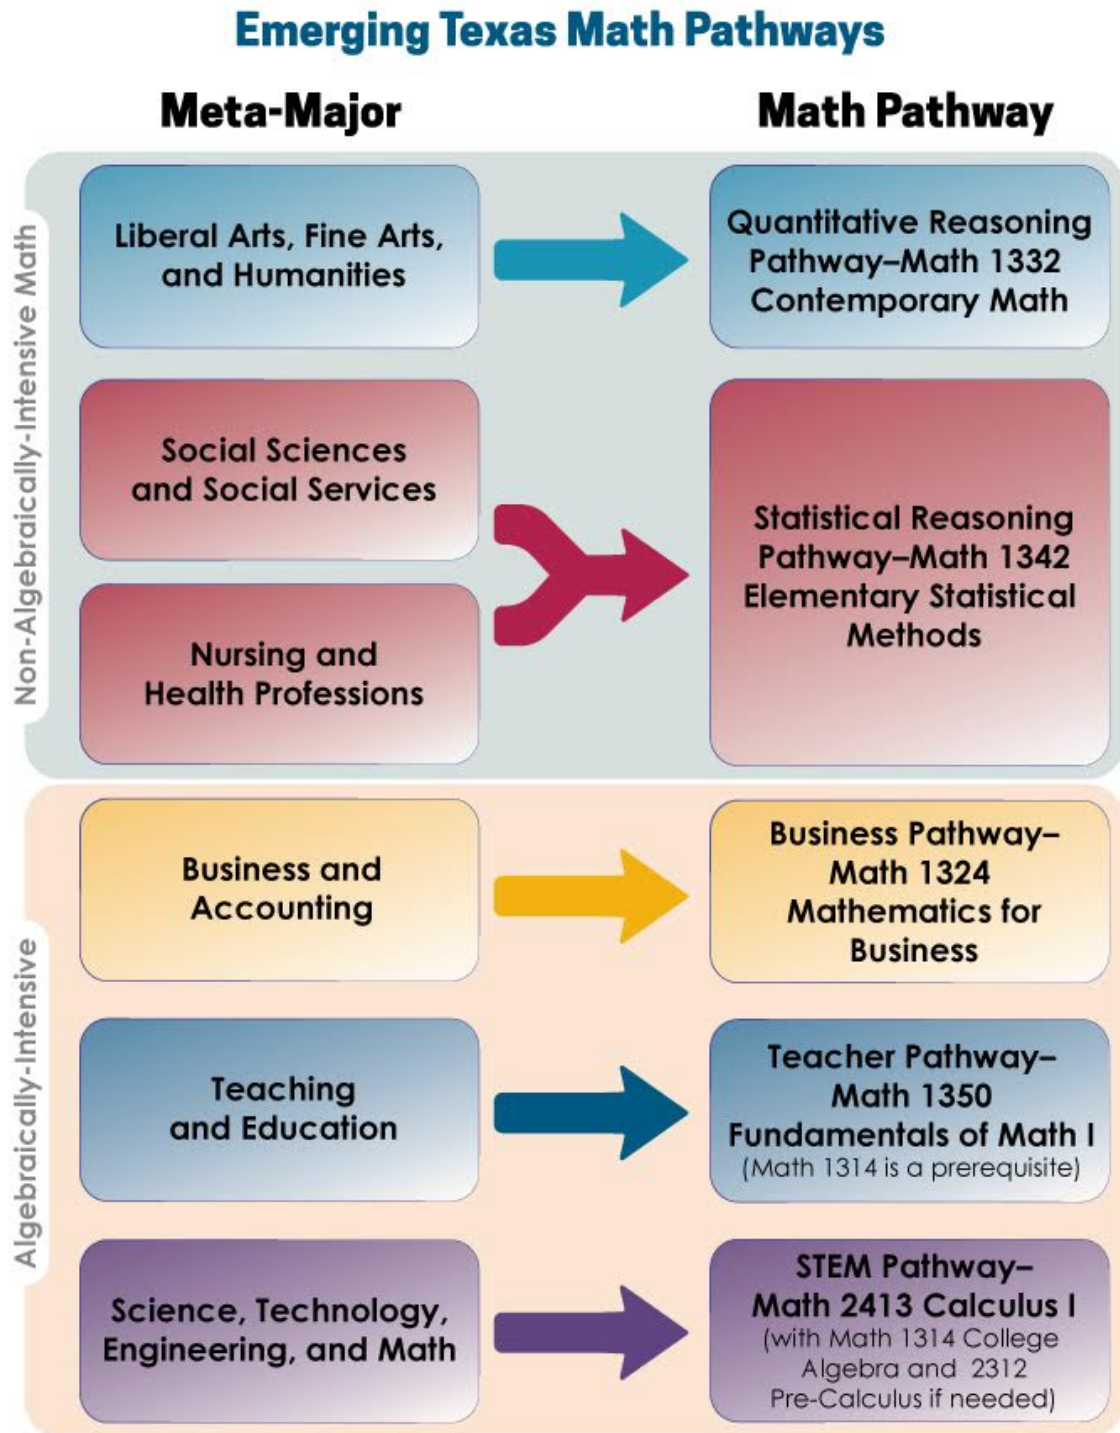 Emerging Texas Math Pathways
Meta-Major
Math Pathway
Non-Algebraically-Intensive Math
Liberal Arts, Fine Arts,
and Humanities
Quantitative Reasoning
Pathway–Math 1332
Contemporary Math
Social Sciences
and Social Services
Nursing and
Health Professions
Statistical Reasoning
Pathway–Math 1342
Elementary Statistical
Methods
Algebraically-Intensive
Business and
Accounting
Business Pathway–
Math 1324
Mathematics for
Business
Teaching
and Education
Teacher Pathway–
Math 1350
Fundamentals of Math I
(Math 1314 is a prerequisite)
Science, Technology,
Engineering, and Math
STEM Pathway–
Math 2413 Calculus I
(with Math 1314 College
Algebra and 2312
Pre-Calculus if needed)